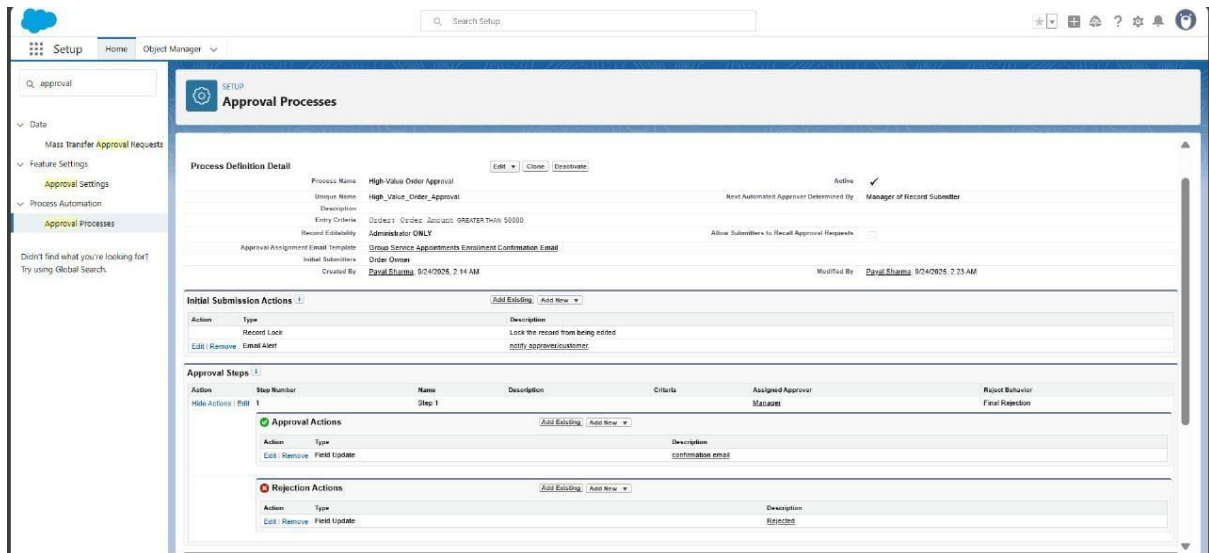 Search Setup
Setup Home Object Manager
approval
Data
Mass Transfer Approval Requests
Feature Settings
Approval Settings
Process Automation
Approval Processes
Didn't find what you're looking for?
Try using Global Search.
SETUP
Approval Processes
Process Definition Detail Edit Clone Deactivate
Process Name High-Value Order Approval Active
Unique Name High_Value_Order_Approval Next Automated Approver Determined By Manager of Record Submitter
Description
Entry Criteria Order: Order Amount GREATER THAN 50000
Record Editability Administrator ONLY Allow Submitters to Recall Approval Requests
Approval Assignment Email Template Group Service Appointments Enrollment Confirmation Email
Initial Submitters Order Owner
Created By Payal Sharma, 9/24/2025, 2:14 AM Modified By Payal Sharma, 9/24/2025, 2:23 AM
Initial Submission Actions i Add Existing Add New
Action Type Description
Record Lock Lock the record from being edited
Edit | Remove Email Alert notify approver/customer.
Approval Steps i
Action Step Number Name Description Criteria Assigned Approver Reject Behavior
Hide Actions | Edit 1 Step 1 Manager Final Rejection
Approval Actions Add Existing Add New
Action Type Description
Edit | Remove Field Update confirmation email
Rejection Actions Add Existing Add New
Action Type Description
Edit | Remove Field Update Rejected